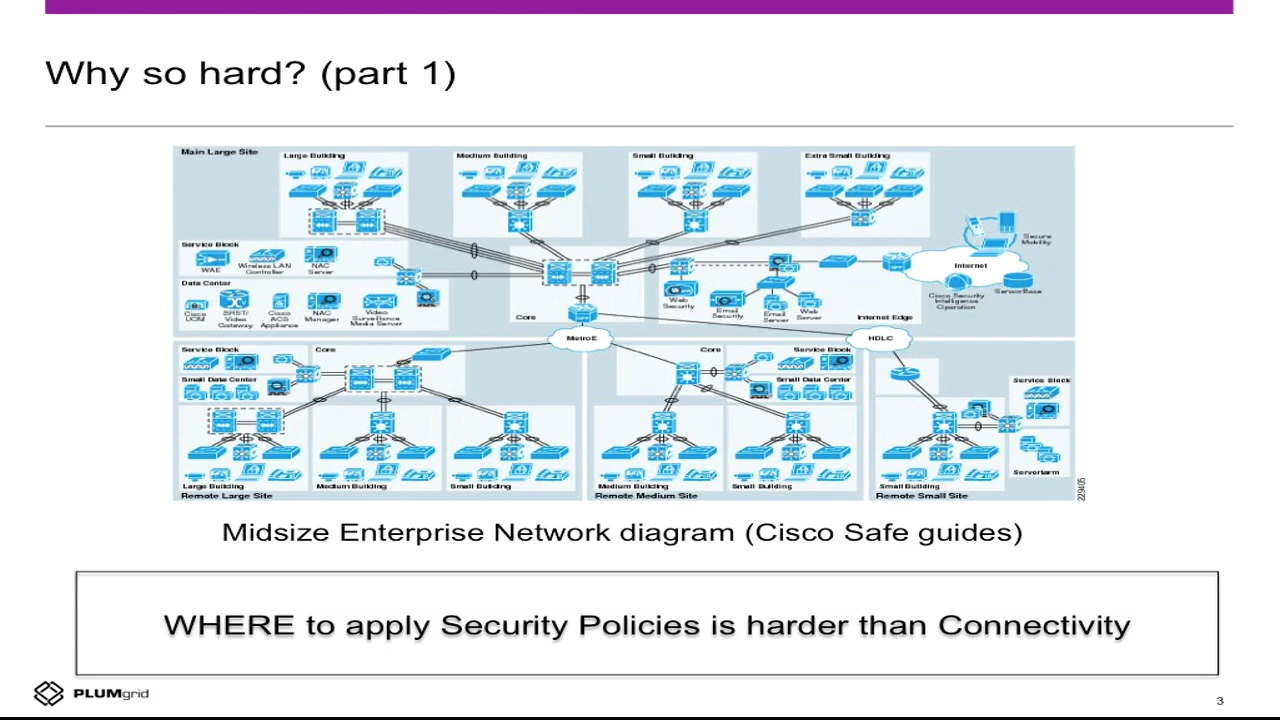 Why so hard? (part 1)
Main Large Site
Large Building
Medium Building
Small Building
Extra Small Building
Service Block
WAE
Wireless LAN
Controller
NAC
Server
Data Center
Cisco
UCM
SRST/
Video
Gateway
Cisco
ACS
Appliance
NAC
Manager
Video
Surveillance
Media Server
Core
Web
Security
Email
Security
Email
Server
Web
Server
Internet Edge
Internet
Secure
Mobility
Cisco Security
Intelligence
Operation
SensorBase
MetroE
HDLC
Service Block
Core
Small Data Center
Large Building
Medium Building
Small Building
Remote Large Site
Core
Service Block
Small Data Center
Medium Building
Small Building
Remote Medium Site
Service Block
Serverfarm
Small Building
Remote Small Site
229405
Midsize Enterprise Network diagram (Cisco Safe guides)
WHERE to apply Security Policies is harder than Connectivity
PLUMgrid
3